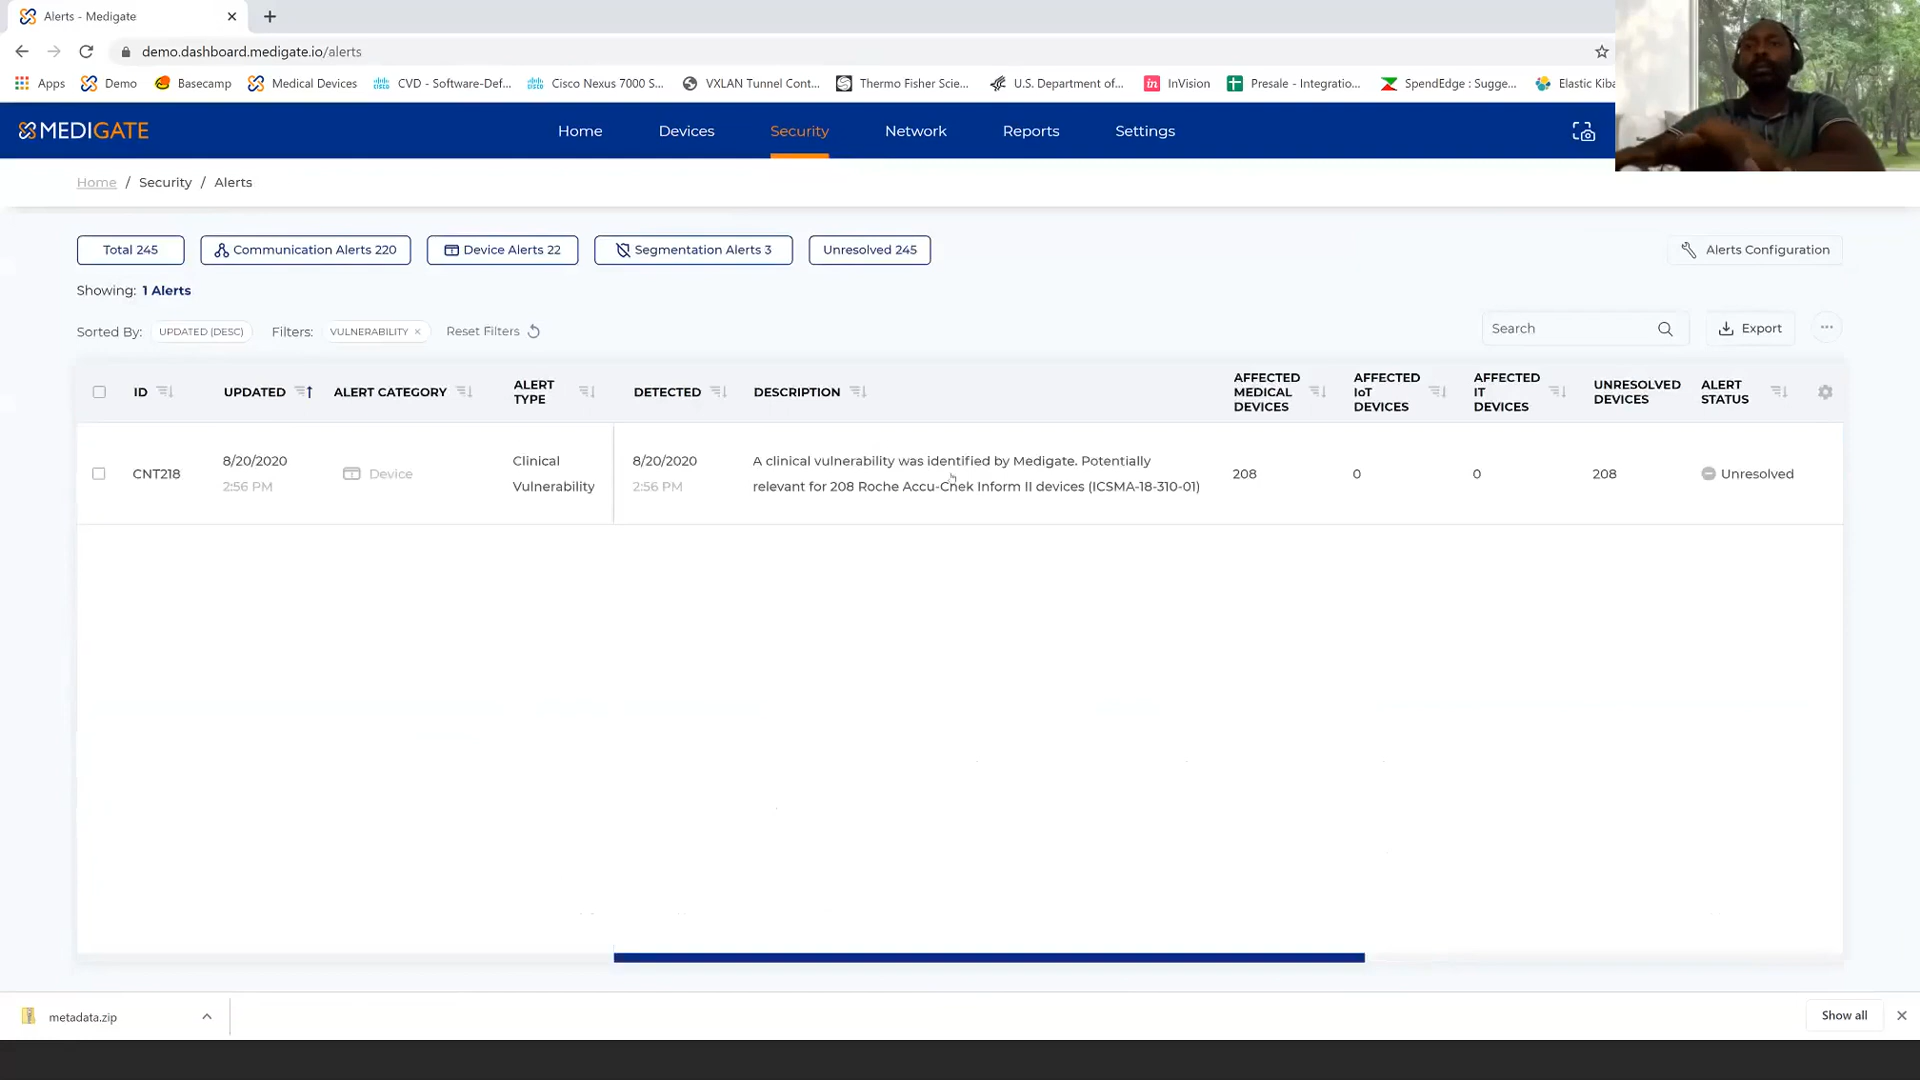 Alerts - Medigate
demo.dashboard.medigate.io/alerts
Apps Demo Basecamp Medical Devices CVD - Software-Def... Cisco Nexus 7000 S... VXLAN Tunnel Cont... Thermo Fisher Scie... U.S. Department of... InVision Presale - Integratio... SpendEdge : Sugge... Elastic Kiba
MEDIGATE Home Devices Security Network Reports Settings
Home / Security / Alerts
Total 245 Communication Alerts 220 Device Alerts 22 Segmentation Alerts 3 Unresolved 245 Alerts Configuration
Showing: 1 Alerts
Sorted By: UPDATED (DESC) Filters: VULNERABILITY × Reset Filters Search Export
ID UPDATED ALERT CATEGORY ALERT TYPE DETECTED DESCRIPTION AFFECTED MEDICAL DEVICES AFFECTED IoT DEVICES AFFECTED IT DEVICES UNRESOLVED DEVICES ALERT STATUS
CNT218 8/20/2020 2:56 PM Device Clinical Vulnerability 8/20/2020 2:56 PM A clinical vulnerability was identified by Medigate. Potentially relevant for 208 Roche Accu-Chek Inform II devices (ICSMA-18-310-01) 208 0 0 208 Unresolved
metadata.zip Show all